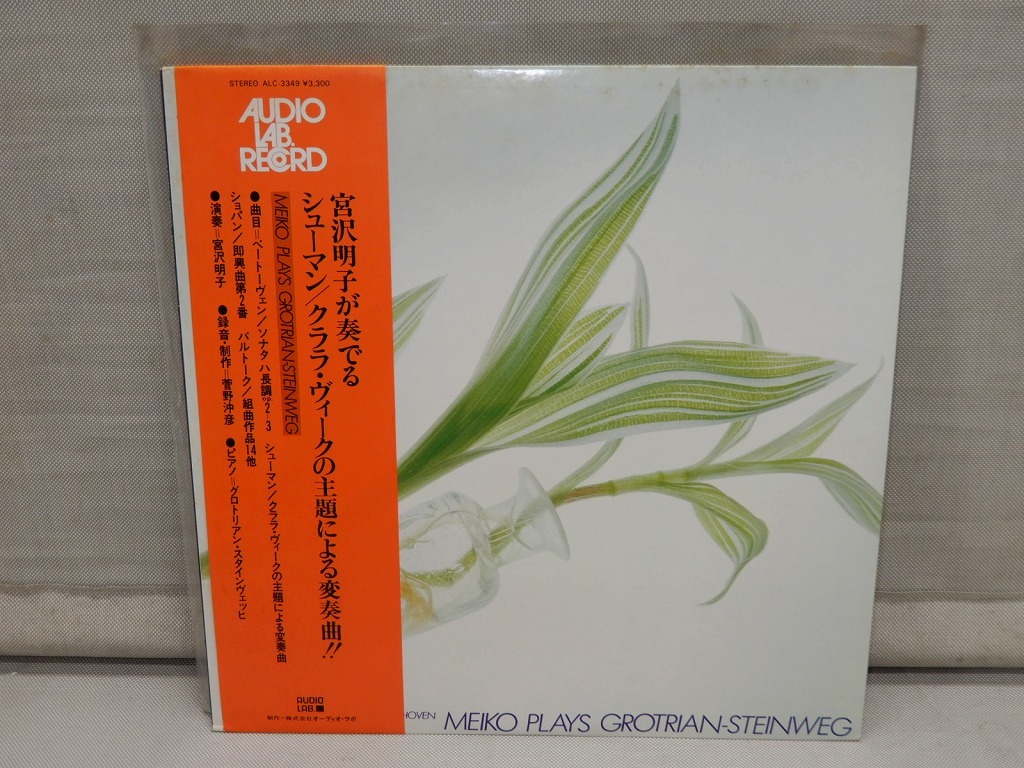 STEREO ALC-3349 ¥3,300
AUDIO
LAB.
RECORD
宮沢明子が奏でる
シューマン/クララ・ヴィークの主題による変奏曲!!
MEIKO PLAYS GROTRIAN-STEINWEG
●曲目=ベートーヴェン/ソナタ ハ長調op2-3 シューマン/クララ・ヴィークの主題による変奏曲
ショパン/即興曲第2番 バルトーク/組曲作品14他
●演奏=宮沢明子 ●録音・制作=菅野沖彦 ●ピアノ=グロトリアン・スタインヴェッヒ
AUDIO
LAB.
制作―株式会社オーディオ・ラボ
HOVEN MEIKO PLAYS GROTRIAN-STEINWEG